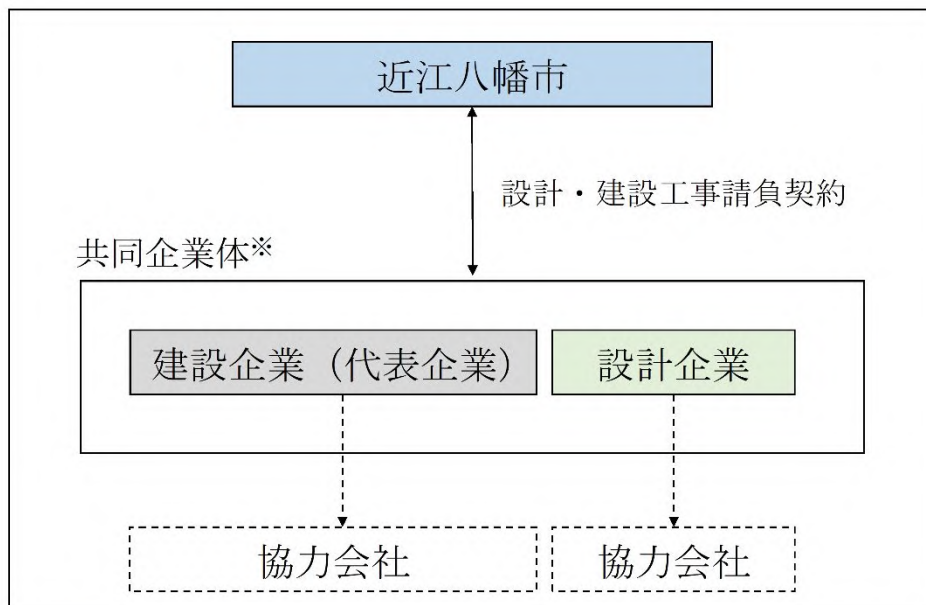 近江八幡市
設計・建設工事請負契約
共同企業体※
建設企業（代表企業）
設計企業
協力会社
協力会社